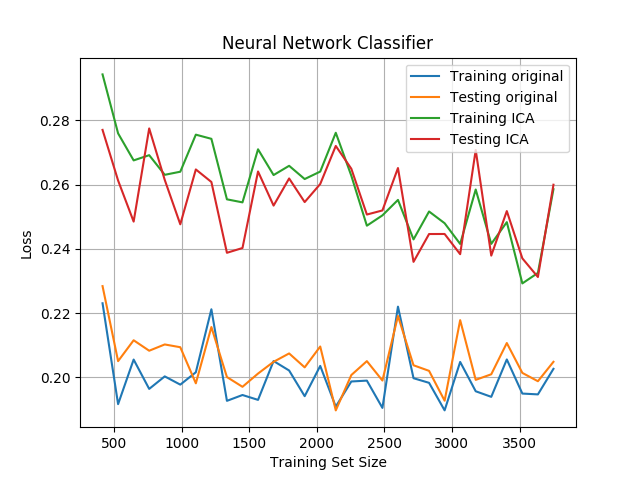 Neural Network Classifier
Training original
Testing original
Training ICA
Testing ICA
0.28
0.26
0.24
0.22
0.20
Loss
500
1000
1500
2000
2500
3000
3500
Training Set Size